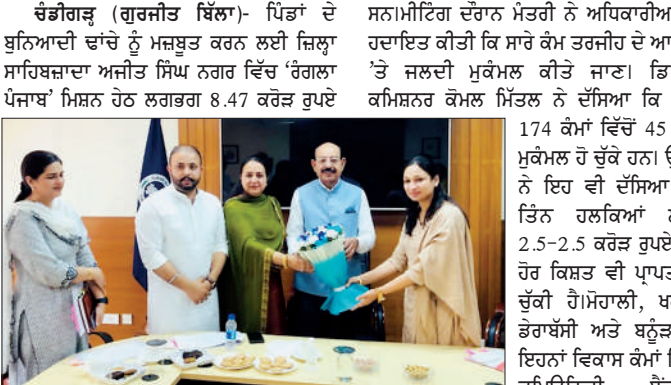 ਚੰਡੀਗੜ੍ਹ (ਗੁਰਜੀਤ ਬਿੱਲਾ)- ਪਿੰਡਾਂ ਦੇ
ਬੁਨਿਆਦੀ ਢਾਂਚੇ ਨੂੰ ਮਜ਼ਬੂਤ ਕਰਨ ਲਈ ਜ਼ਿਲ੍ਹਾ
ਸਾਹਿਬਜ਼ਾਦਾ ਅਜੀਤ ਸਿੰਘ ਨਗਰ ਵਿੱਚ ‘ਰੰਗਲਾ
ਪੰਜਾਬ’ ਮਿਸ਼ਨ ਹੇਠ ਲਗਭਗ 8.47 ਕਰੋੜ ਰੁਪਏ
ਸਨ।ਮੀਟਿੰਗ ਦੌਰਾਨ ਮੰਤਰੀ ਨੇ ਅਧਿਕਾਰੀਆ
ਹਦਾਇਤ ਕੀਤੀ ਕਿ ਸਾਰੇ ਕੰਮ ਤਰਜੀਹ ਦੇ ਆ
’ਤੇ ਜਲਦੀ ਮੁਕੰਮਲ ਕੀਤੇ ਜਾਣ। ਡਿ
ਕਮਿਸ਼ਨਰ ਕੋਮਲ ਮਿੱਤਲ ਨੇ ਦੱਸਿਆ ਕਿ
174 ਕੰਮਾਂ ਵਿੱਚੋਂ 45
ਮੁਕੰਮਲ ਹੋ ਚੁੱਕੇ ਹਨ।
ਨੇ ਇਹ ਵੀ ਦੱਸਿਆ
ਤਿੰਨ ਹਲਕਿਆਂ
2.5-2.5 ਕਰੋੜ ਰੁਪਏ
ਹੋਰ ਕਿਸ਼ਤ ਵੀ ਪ੍ਰਾਪਤ
ਚੁੱਕੀ ਹੈ।ਮੋਹਾਲੀ,
ਡੇਰਾਬੱਸੀ ਅਤੇ ਬਨੂੰੜ
ਇਹਨਾਂ ਵਿਕਾਸ ਕੰਮਾਂ